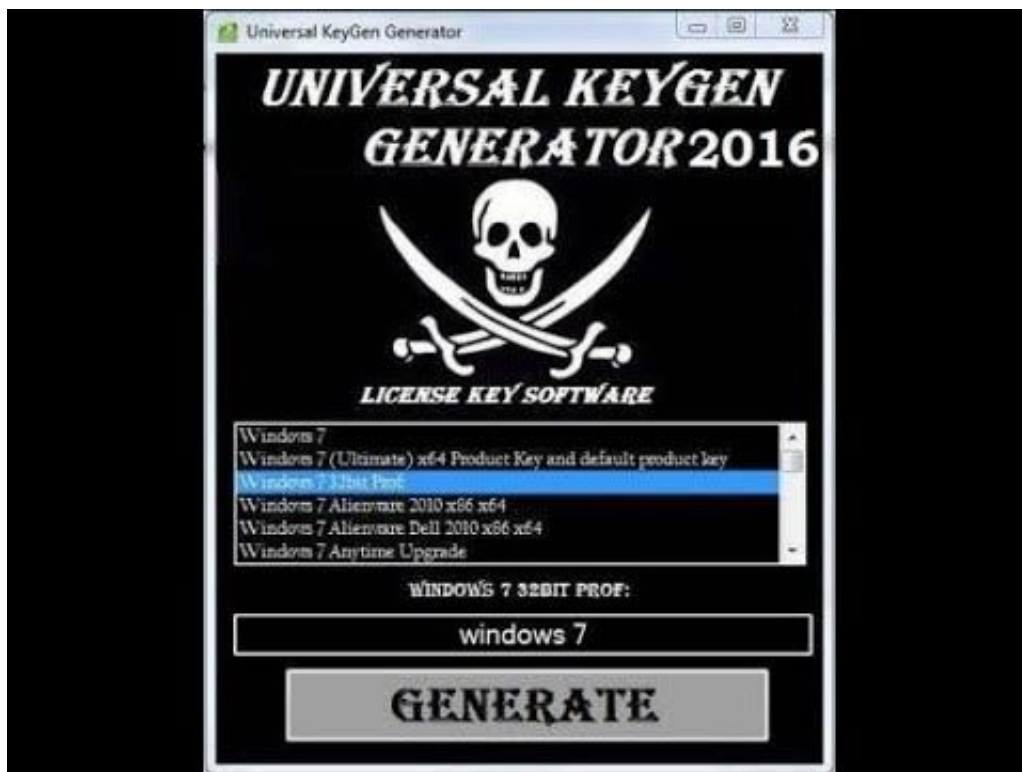 Universal KeyGen Generator
UNIVERSAL KEYGEN
GENERATOR 2016
LICENSE KEY SOFTWARE
Windows 7
Windows 7 (Ultimate) x64 Product Key and default product key
Windows 7 32bit Prof
Windows 7 Alienware 2010 x86 x64
Windows 7 Alienware Dell 2010 x86 x64
Windows 7 Anytime Upgrade
WINDOWS 7 32BIT PROF:
windows 7
GENERATE